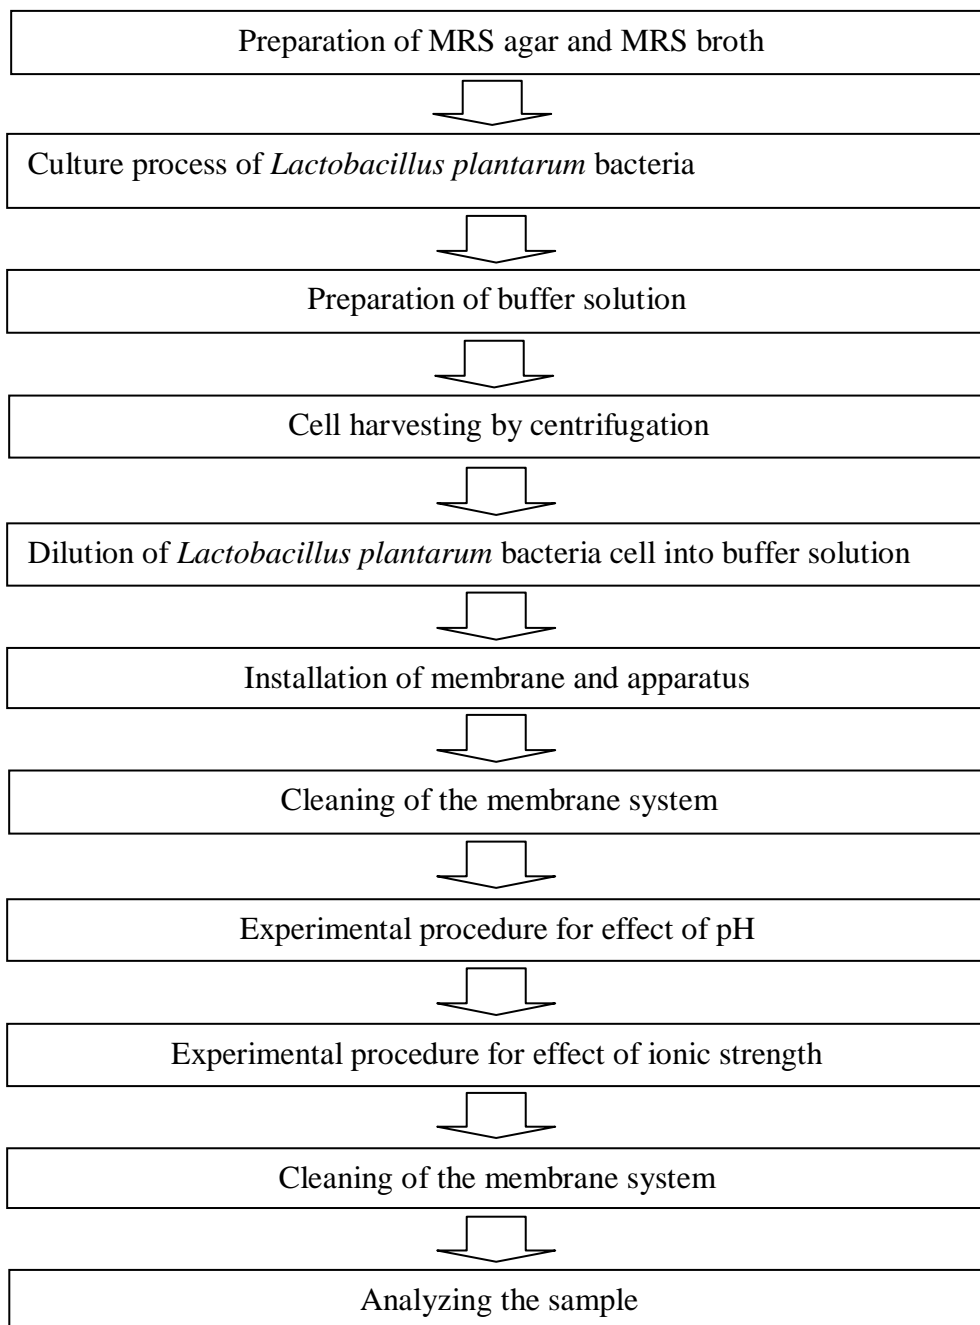 Preparation of MRS agar and MRS broth
Culture process of Lactobacillus plantarum bacteria
Preparation of buffer solution
Cell harvesting by centrifugation
Dilution of Lactobacillus plantarum bacteria cell into buffer solution
Installation of membrane and apparatus
Cleaning of the membrane system
Experimental procedure for effect of pH
Experimental procedure for effect of ionic strength
Cleaning of the membrane system
Analyzing the sample